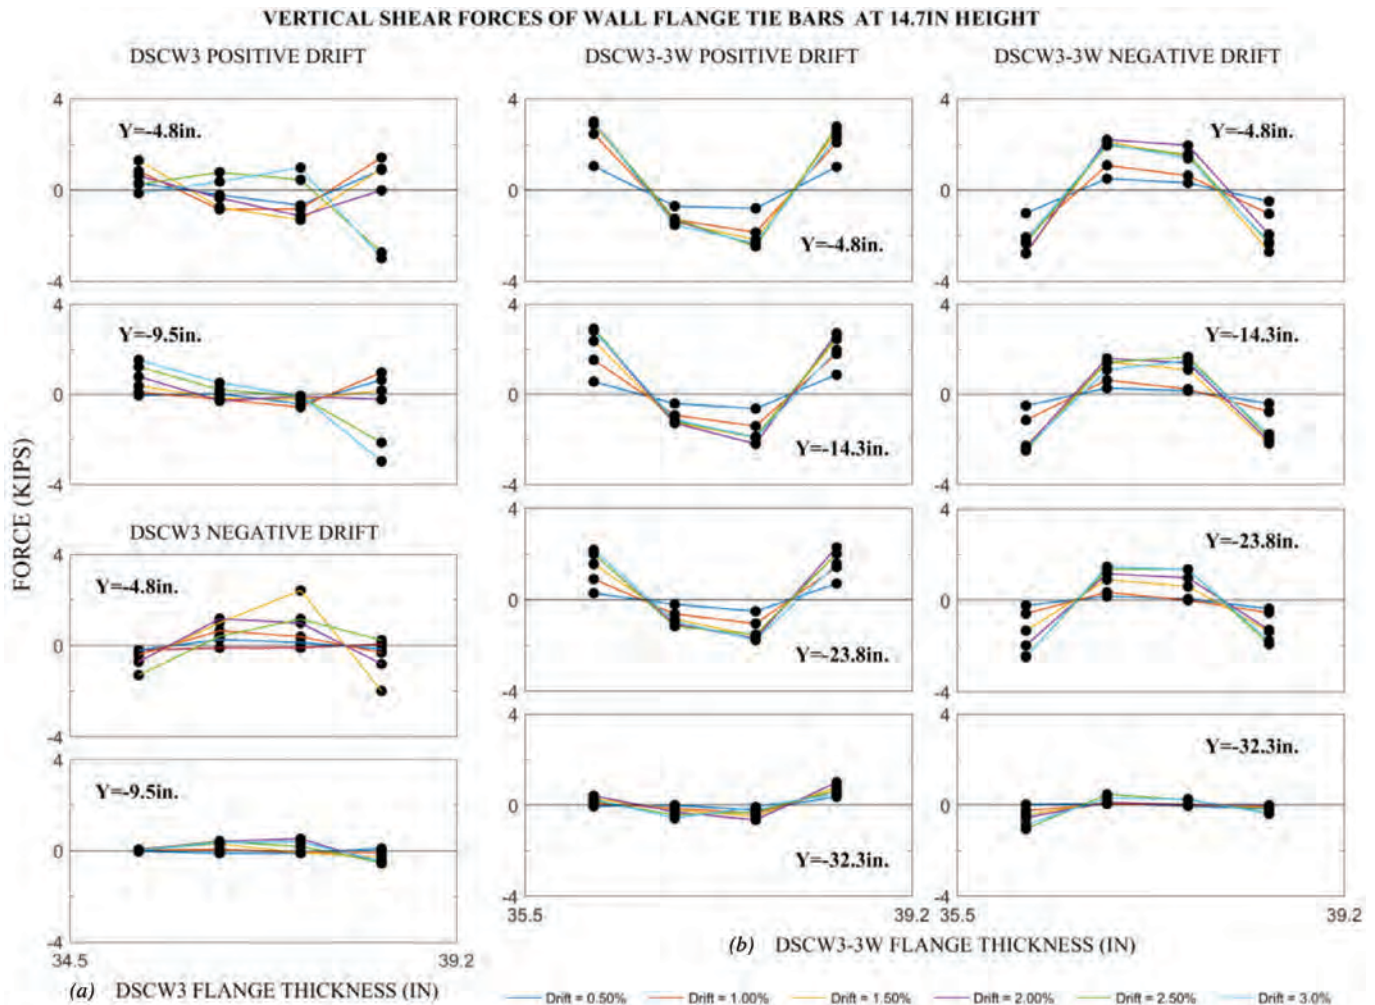 VERTICAL SHEAR FORCES OF WALL FLANGE TIE BARS AT 14.7IN HEIGHT
DSCW3 POSITIVE DRIFT
DSCW3-3W POSITIVE DRIFT
DSCW3-3W NEGATIVE DRIFT
4
0
-4
Y=-4.8in.
4
0
-4
Y=-4.8in.
4
0
-4
Y=-4.8in.
4
0
-4
Y=-9.5in.
4
0
-4
Y=-14.3in.
4
0
-4
Y=-14.3in.
FORCE (KIPS)
DSCW3 NEGATIVE DRIFT
4
0
-4
Y=-4.8in.
4
0
-4
Y=-23.8in.
4
0
-4
Y=-23.8in.
4
0
-4
Y=-9.5in.
4
0
-4
Y=-32.3in.
4
0
-4
Y=-32.3in.
34.5
39.2
35.5
39.2
35.5
39.2
(a) DSCW3 FLANGE THICKNESS (IN)
(b) DSCW3-3W FLANGE THICKNESS (IN)
Drift = 0.50%
Drift = 1.00%
Drift = 1.50%
Drift = 2.00%
Drift = 2.50%
Drift = 3.0%